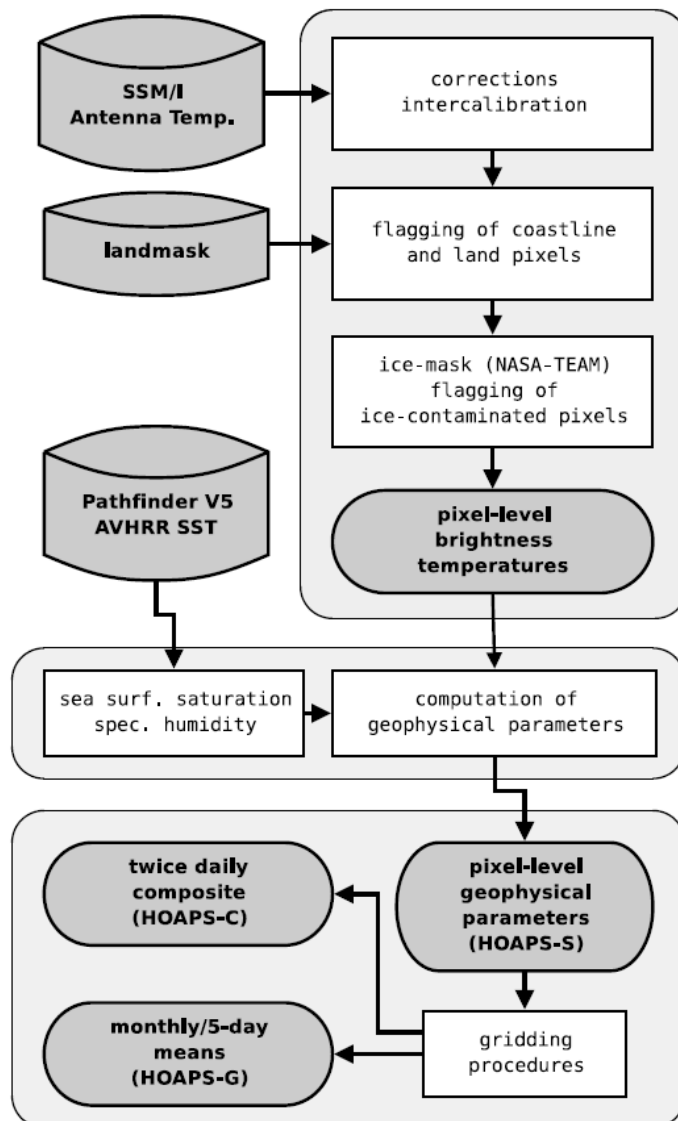 SSM/I
Antenna Temp.
corrections
intercalibration
landmask
flagging of coastline
and land pixels
ice-mask (NASA-TEAM)
flagging of
ice-contaminated pixels
Pathfinder V5
AVHRR SST
pixel-level
brightness
temperatures
sea surf. saturation
spec. humidity
computation of
geophysical parameters
twice daily
composite
(HOAPS-C)
pixel-level
geophysical
parameters
(HOAPS-S)
monthly/5-day
means
(HOAPS-G)
gridding
procedures